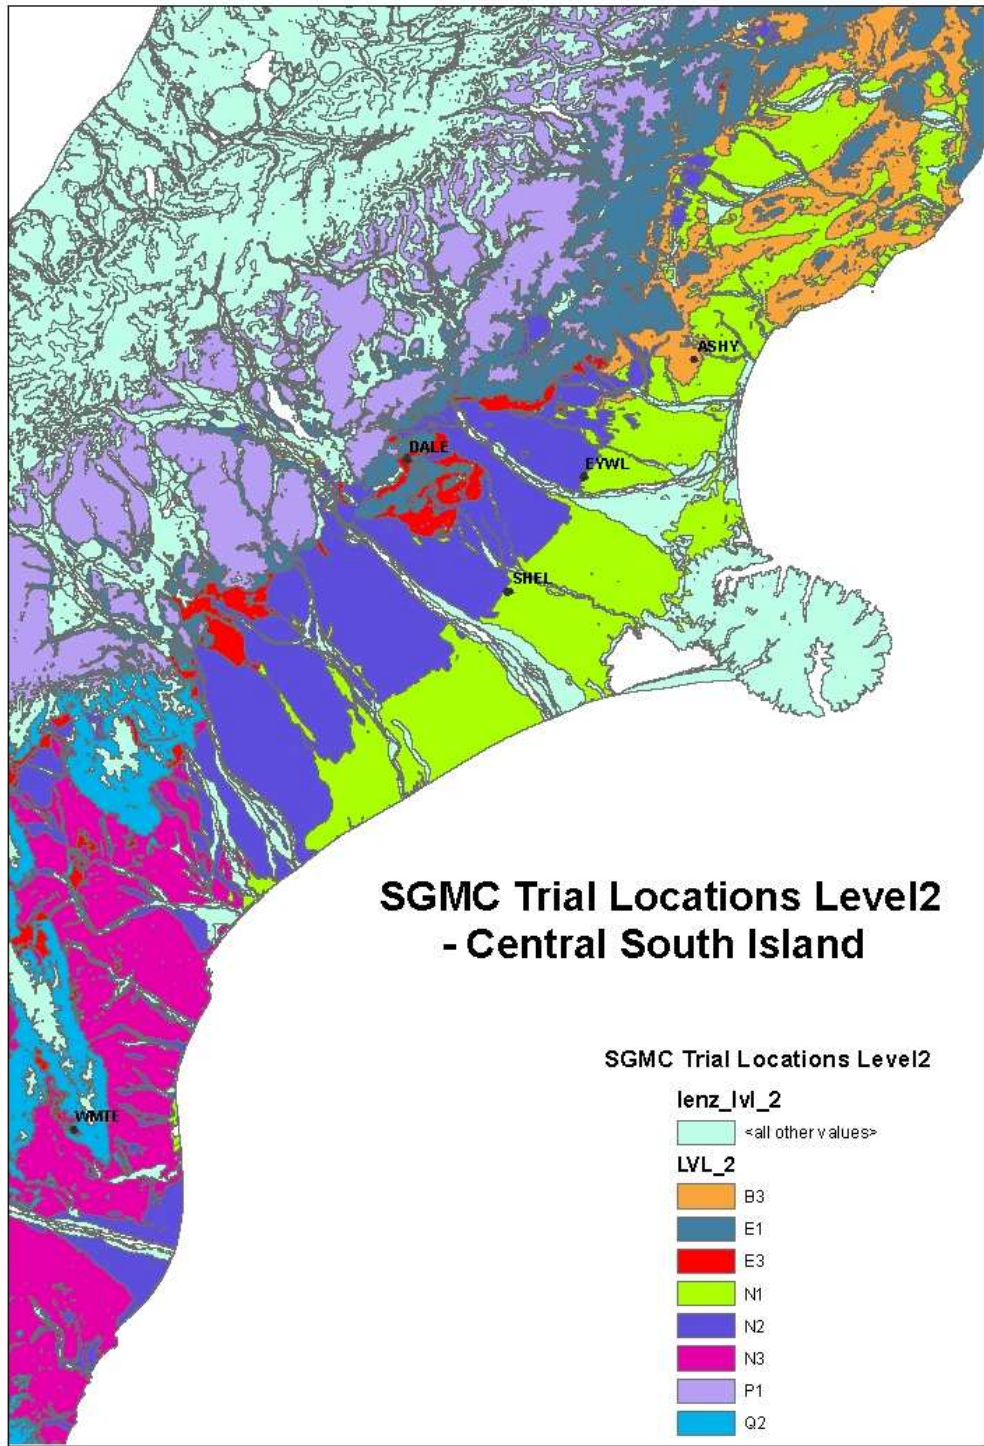 ASHY
DALE
EYWL
SHEL
SGMC Trial Locations Level2
- Central South Island
SGMC Trial Locations Level2
lenz_lvl_2
<all other values>
WMTE
LVL_2
B3
E1
E3
N1
N2
N3
P1
Q2